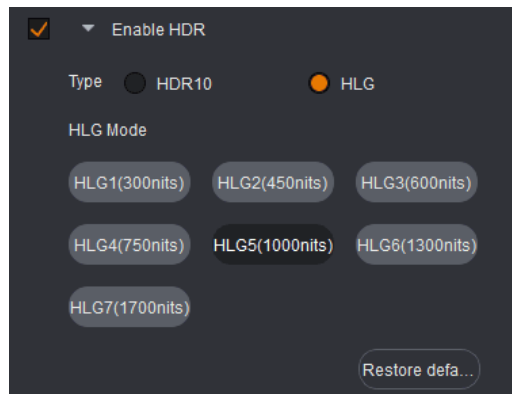 Enable HDR
Type HDR10 HLG
HLG Mode
HLG1(300nits) HLG2(450nits) HLG3(600nits)
HLG4(750nits) HLG5(1000nits) HLG6(1300nits)
HLG7(1700nits)
Restore defa...